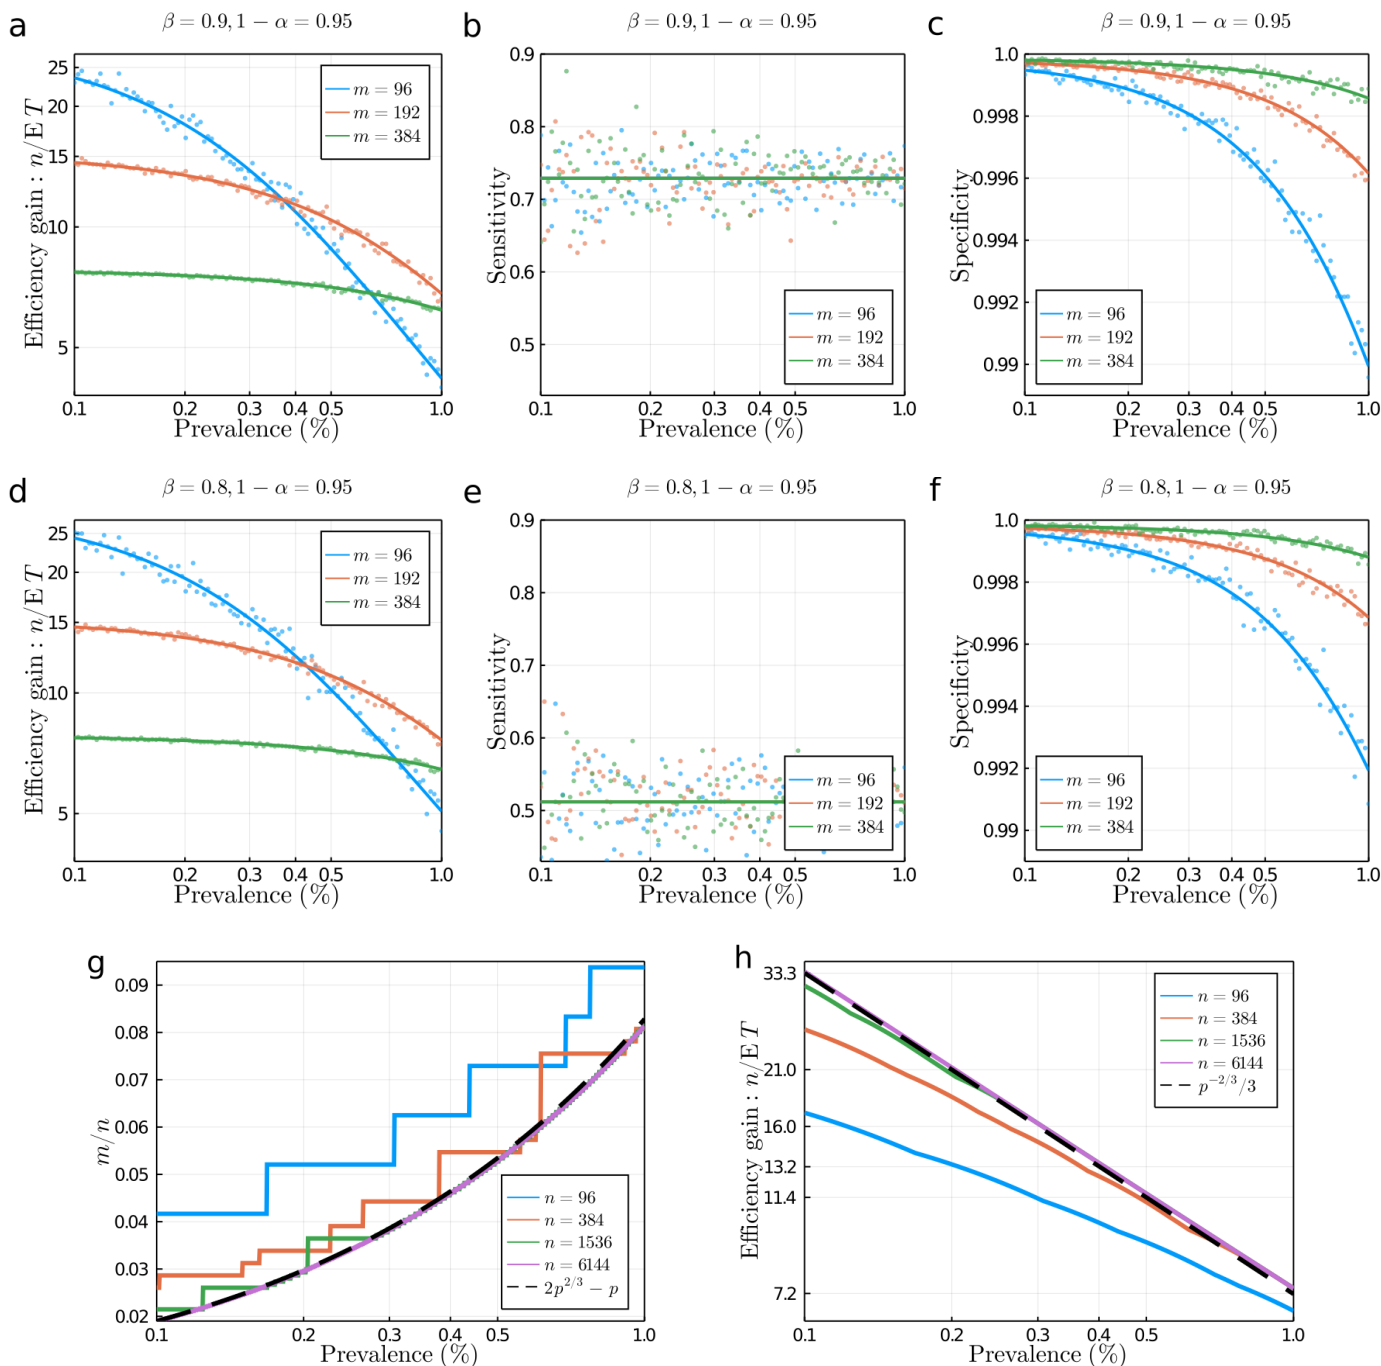 a
β = 0.9, 1 − α = 0.95
Efficiency gain : n/E T
25
20
15
10
5
m = 96
m = 192
m = 384
0.1
0.2
0.3
0.4
0.5
1.0
Prevalence (%)
b
β = 0.9, 1 − α = 0.95
Sensitivity
0.9
0.8
0.7
0.6
0.5
m = 96
m = 192
m = 384
0.1
0.2
0.3
0.4
0.5
1.0
Prevalence (%)
c
β = 0.9, 1 − α = 0.95
Specificity
1.0
0.998
0.996
0.994
0.992
0.99
m = 96
m = 192
m = 384
0.1
0.2
0.3
0.4
0.5
1.0
Prevalence (%)
d
β = 0.8, 1 − α = 0.95
Efficiency gain : n/E T
25
20
15
10
5
m = 96
m = 192
m = 384
0.1
0.2
0.3
0.4
0.5
1.0
Prevalence (%)
e
β = 0.8, 1 − α = 0.95
Sensitivity
0.9
0.8
0.7
0.6
0.5
m = 96
m = 192
m = 384
0.1
0.2
0.3
0.4
0.5
1.0
Prevalence (%)
f
β = 0.8, 1 − α = 0.95
Specificity
1.0
0.998
0.996
0.994
0.992
0.99
m = 96
m = 192
m = 384
0.1
0.2
0.3
0.4
0.5
1.0
Prevalence (%)
g
m/n
0.09
0.08
0.07
0.06
0.05
0.04
0.03
0.02
n = 96
n = 384
n = 1536
n = 6144
2p^{2/3} − p
0.1
0.2
0.3
0.4
0.5
1.0
Prevalence (%)
h
Efficiency gain : n/E T
33.3
21.0
16.0
13.2
11.4
7.2
n = 96
n = 384
n = 1536
n = 6144
p^{−2/3}/3
0.1
0.2
0.3
0.4
0.5
1.0
Prevalence (%)